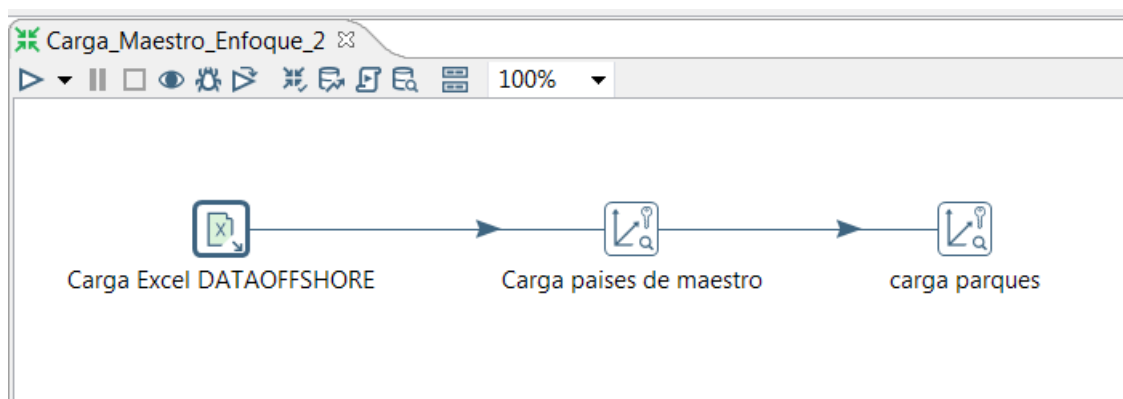 Carga_Maestro_Enfoque_2
100%
Carga Excel DATAOFFSHORE
Carga paises de maestro
carga parques